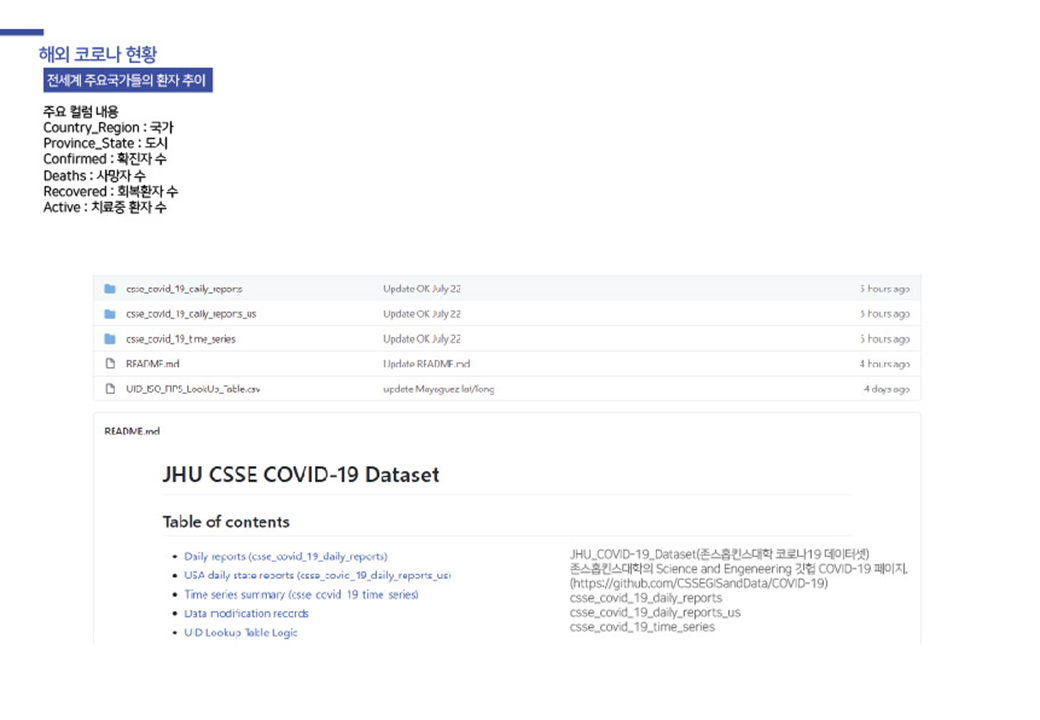 해외 코로나 현황
전세계 주요국가들의 환자 추이
주요 컬럼 내용
Country_Region : 국가
Province_State : 도시
Confirmed : 확진자 수
Deaths : 사망자 수
Recovered : 회복환자 수
Active : 치료중 환자 수
csse_covid_19_daily_reports Update OK July 22 5 hours ago
csse_covid_19_daily_reports_us Update OK July 22 5 hours ago
csse_covid_19_time_series Update OK July 22 5 hours ago
README.md Update README.md 4 hours ago
UID_ISO_FIPS_LookUp_Table.csv update Mayaguez lat/long 4 days ago
README.md
JHU CSSE COVID-19 Dataset
Table of contents
• Daily reports (csse_covid_19_daily_reports)
• USA daily state reports (csse_covid_19_daily_reports_us)
• Time series summary (csse covid 19 time series)
• Data modification records
• UID Lookup Table Logic
JHU_COVID-19_Dataset(존스홉킨스대학 코로나19 데이터셋)
존스홉킨스대학의 Science and Engeneering 깃헙 COVID-19 페이지.
(https://github.com/CSSEGISandData/COVID-19)
csse_covid_19_daily_reports
csse_covid_19_daily_reports_us
csse_covid_19_time_series